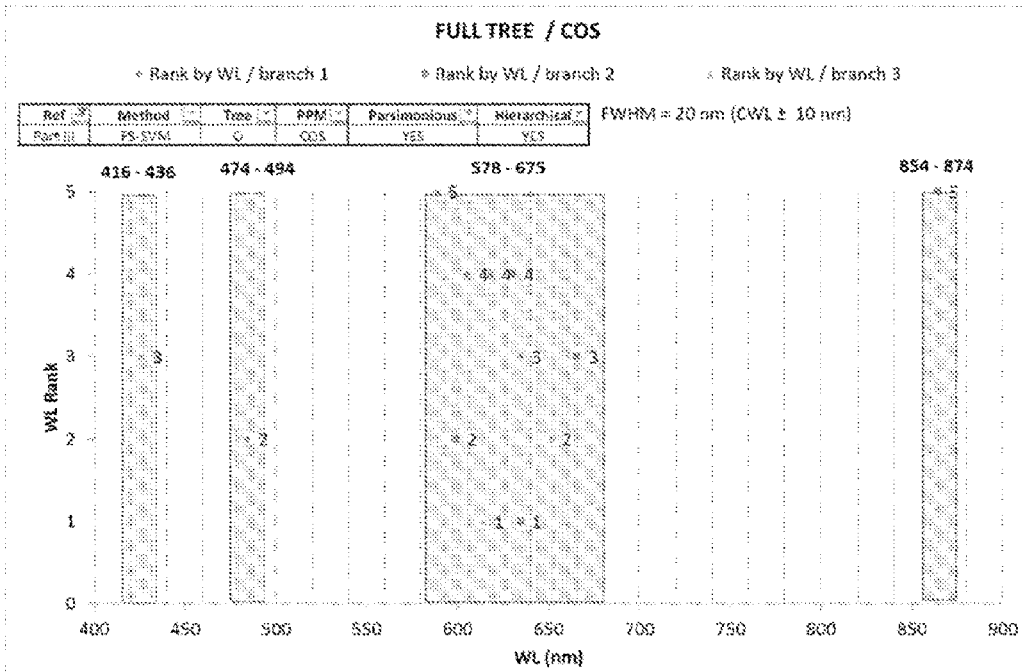 FULL TREE / COS
Rank by WL / branch 1 Rank by WL / branch 2 Rank by WL / branch 3
Ref Method Tree PPM Parsimonious Hierarchical FWHM = 20 nm (CWL ± 10 nm)
Part III PS-SVM O COS YES YES
416 - 436 474 - 494 578 - 675 854 - 874
5 5 5
4 4 4 4
3 3 3 3
2 2 2 2
1 1 1
0
WL Rank
400 450 500 550 600 650 700 750 800 850 900
WL (nm)